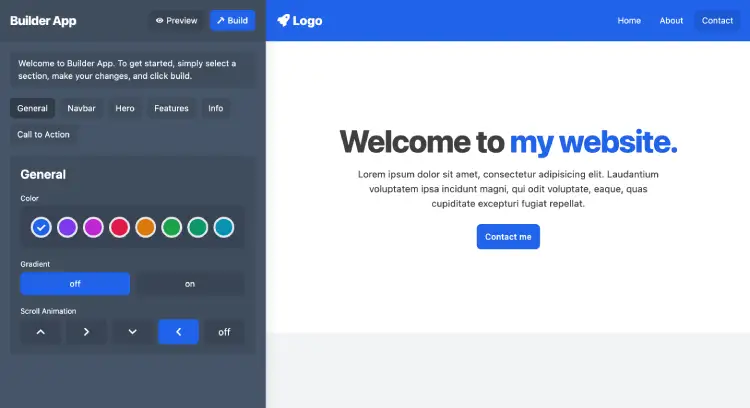 Builder App
Preview
Build
Welcome to Builder App. To get started, simply select a
section, make your changes, and click build.
General
Navbar
Hero
Features
Info
Call to Action
General
Color
Gradient
off
on
Scroll Animation
off
Logo
Home
About
Contact
Welcome to my website.
Lorem ipsum dolor sit amet, consectetur adipisicing elit. Laudantium
voluptatem ipsa incidunt magni, qui odit voluptate, eaque, quas
cupiditate excepturi fugiat repellat.
Contact me